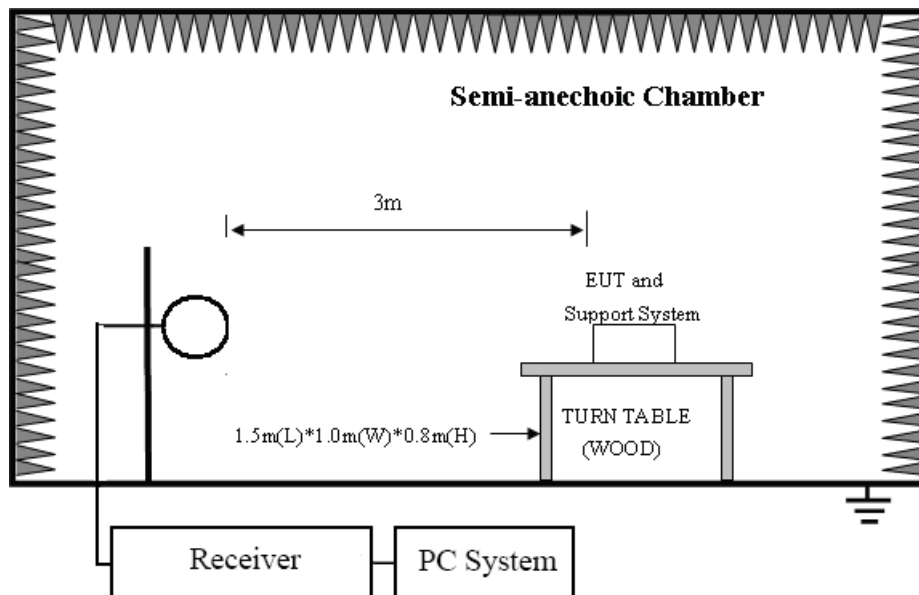 Semi-anechoic Chamber
3m
EUT and
Support System
1.5m(L)*1.0m(W)*0.8m(H)
TURN TABLE
(WOOD)
Receiver
PC System